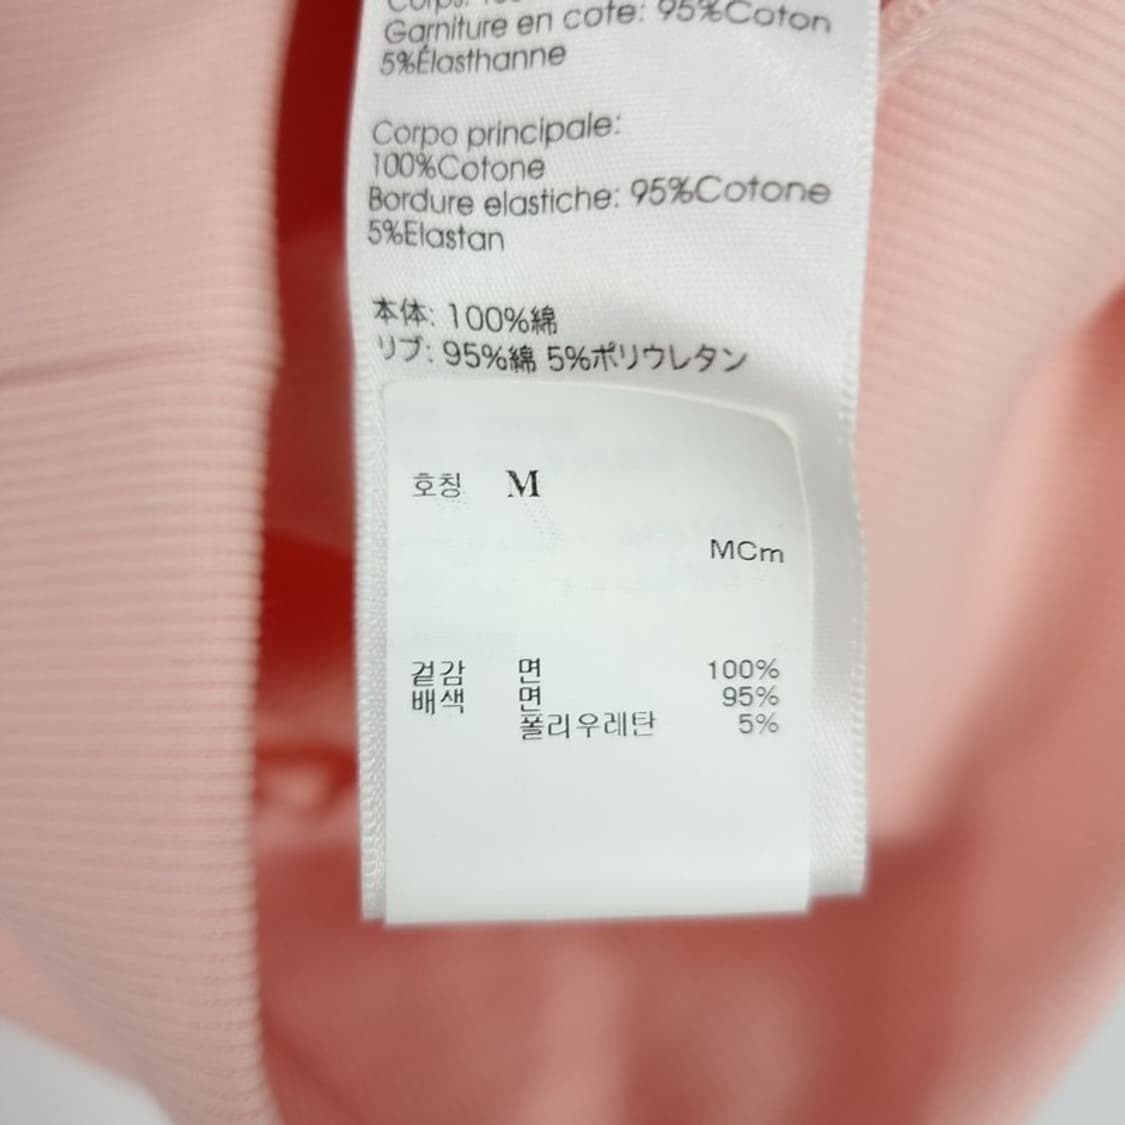 Garniture en cote: 95%Coton
5%Élasthanne
Corpo principale:
100%Cotone
Bordure elastiche: 95%Cotone
5%Elastan
本体: 100%綿
リブ: 95%綿 5%ポリウレタン
호칭 M
MCm
겉감 면 100%
배색 면 95%
폴리우레탄 5%